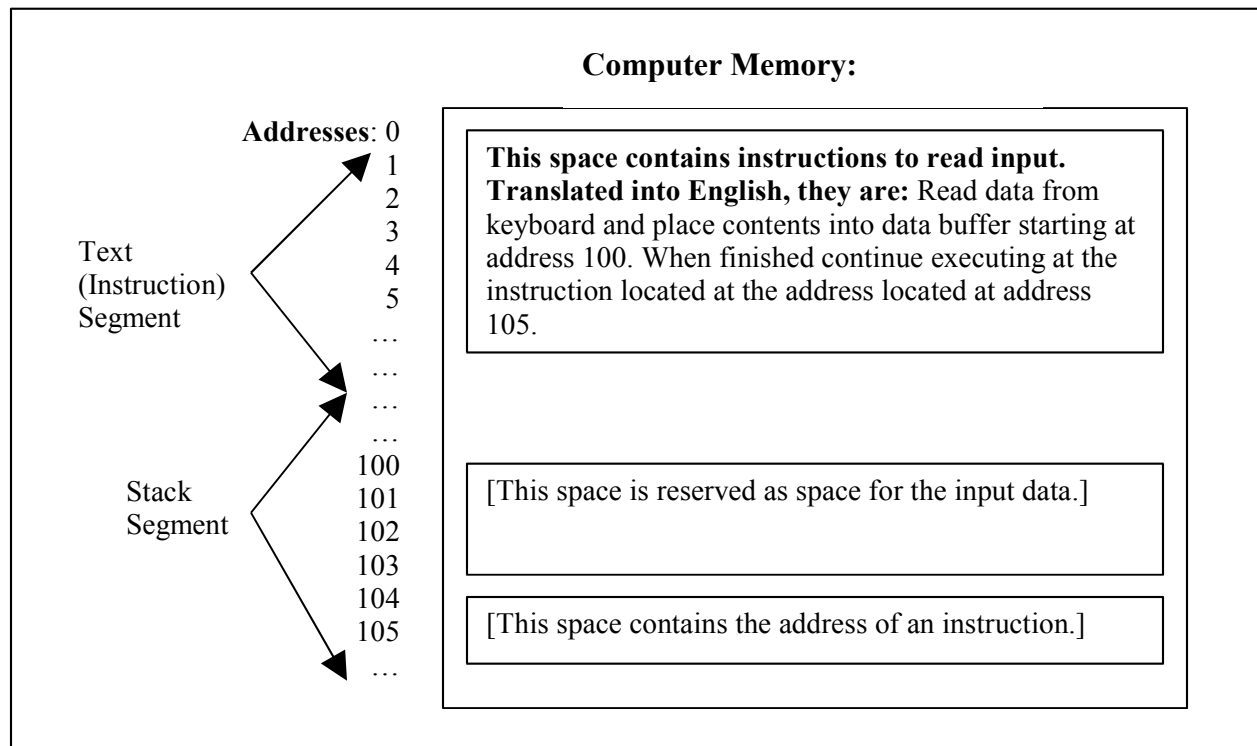 Computer Memory:
Addresses: 0
1
2
3
4
5
…
…
…
…
100
101
102
103
104
105
…
Text
(Instruction)
Segment
Stack
Segment
This space contains instructions to read input.
Translated into English, they are: Read data from
keyboard and place contents into data buffer starting at
address 100. When finished continue executing at the
instruction located at the address located at address
105.
[This space is reserved as space for the input data.]
[This space contains the address of an instruction.]